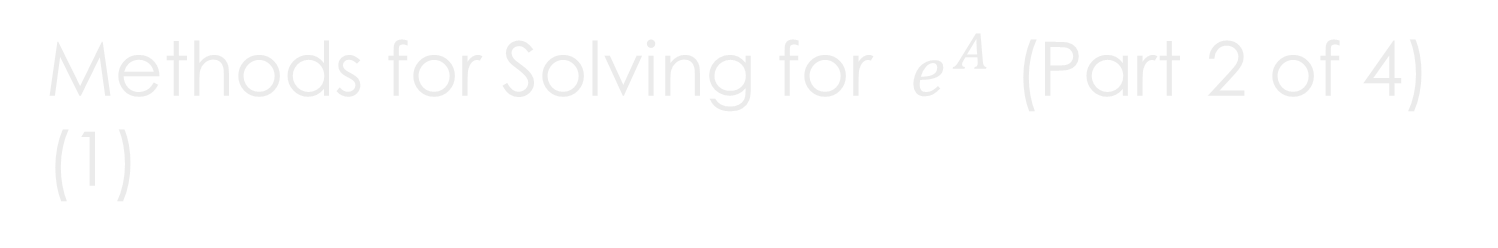 Methods for Solving for e^A (Part 2 of 4)
(1)